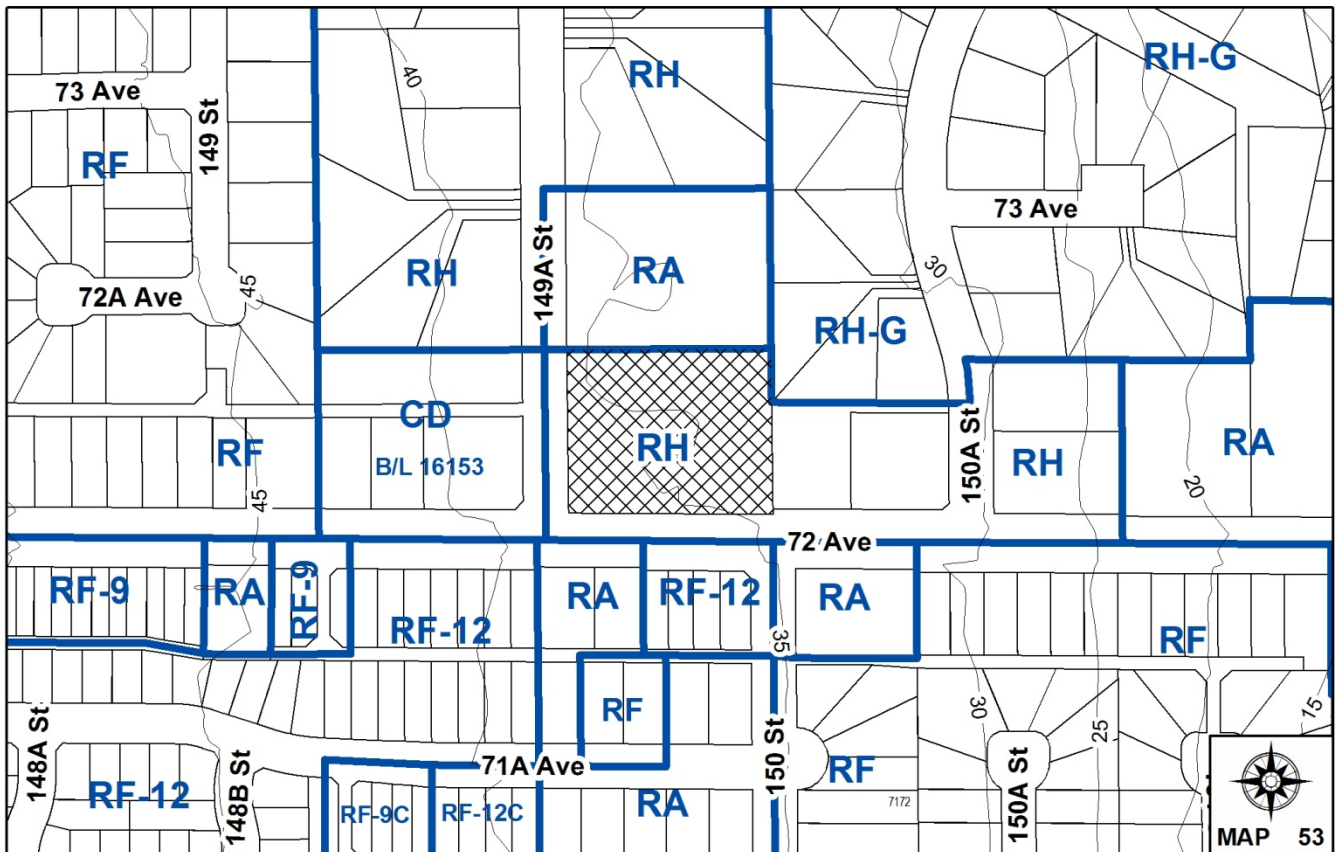 RH
RH-G
73 Ave
40
149 St
RF
73 Ave
149A St
RH
RA
30
72A Ave
45
RH-G
CD
B/L 16153
RF
45
RH
150A St
RH
RA
20
72 Ave
RF-9
RA
RF-9
RF-12
RA
RF-12
35
RA
RF
RF
148A St
148B St
71A Ave
150 St
RF
30
25
15
150A St
RF-12
RF-9C
RF-12C
RA
7172
MAP 53